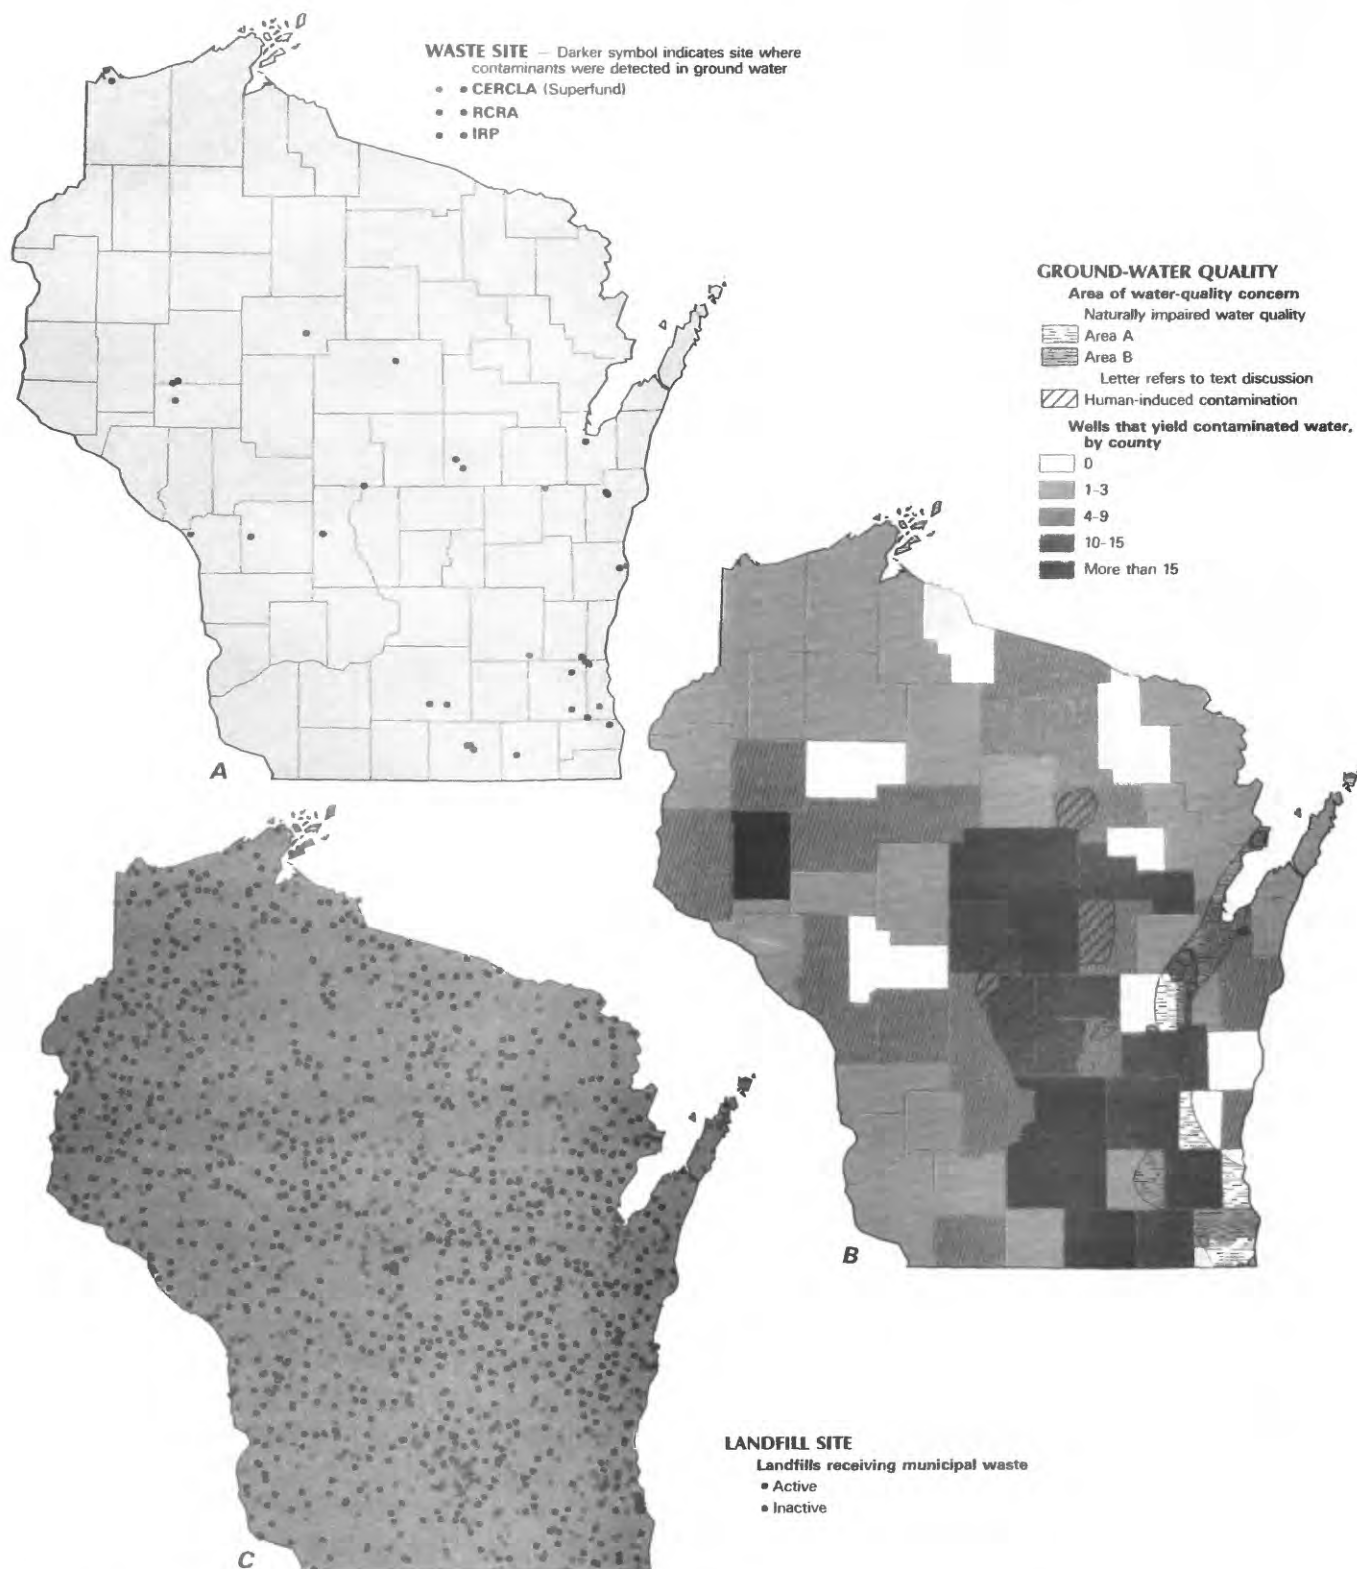 WASTE SITE — Darker symbol indicates site where
contaminants were detected in ground water
CERCLA (Superfund)
RCRA
IRP
A
GROUND-WATER QUALITY
Area of water-quality concern
Naturally impaired water quality
Area A
Area B
Letter refers to text discussion
Human-induced contamination
Wells that yield contaminated water,
by county
0
1-3
4-9
10-15
More than 15
B
LANDFILL SITE
Landfills receiving municipal waste
Active
Inactive
C